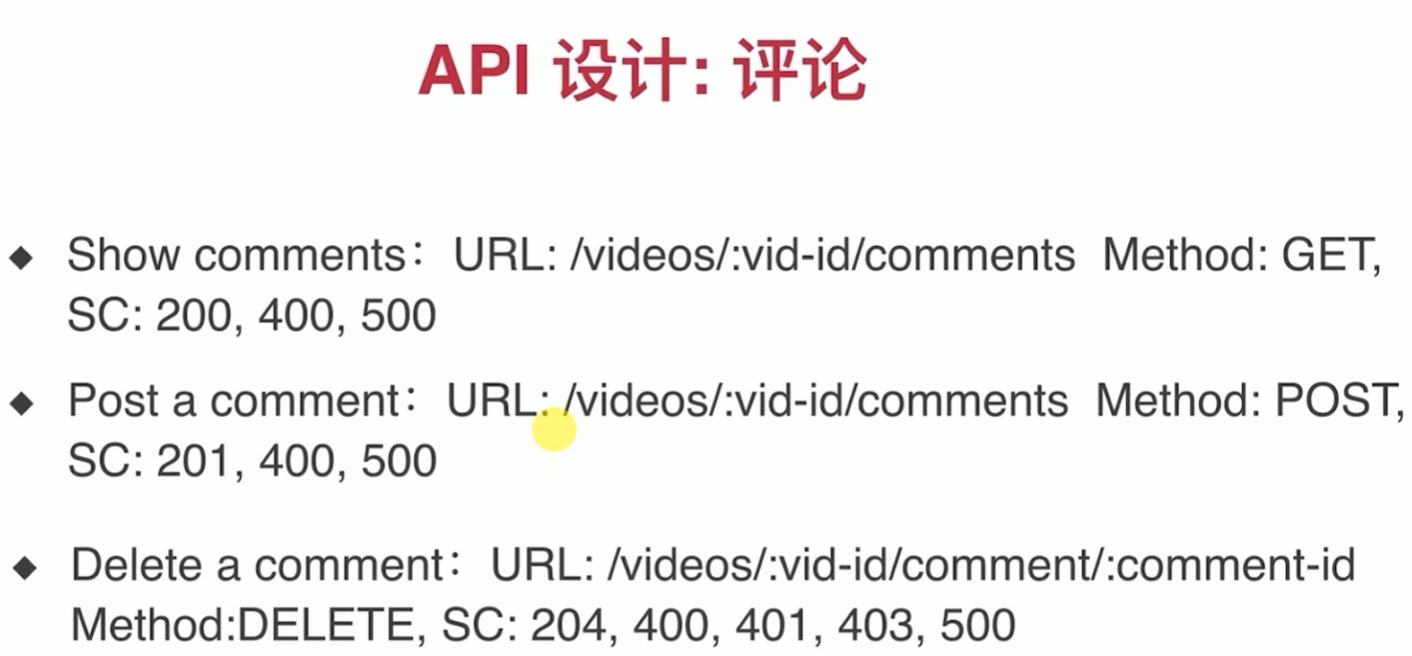 API 设计: 评论
◆ Show comments： URL: /videos/:vid-id/comments Method: GET,
SC: 200, 400, 500
◆ Post a comment： URL: /videos/:vid-id/comments Method: POST,
SC: 201, 400, 500
◆ Delete a comment： URL: /videos/:vid-id/comment/:comment-id
Method:DELETE, SC: 204, 400, 401, 403, 500